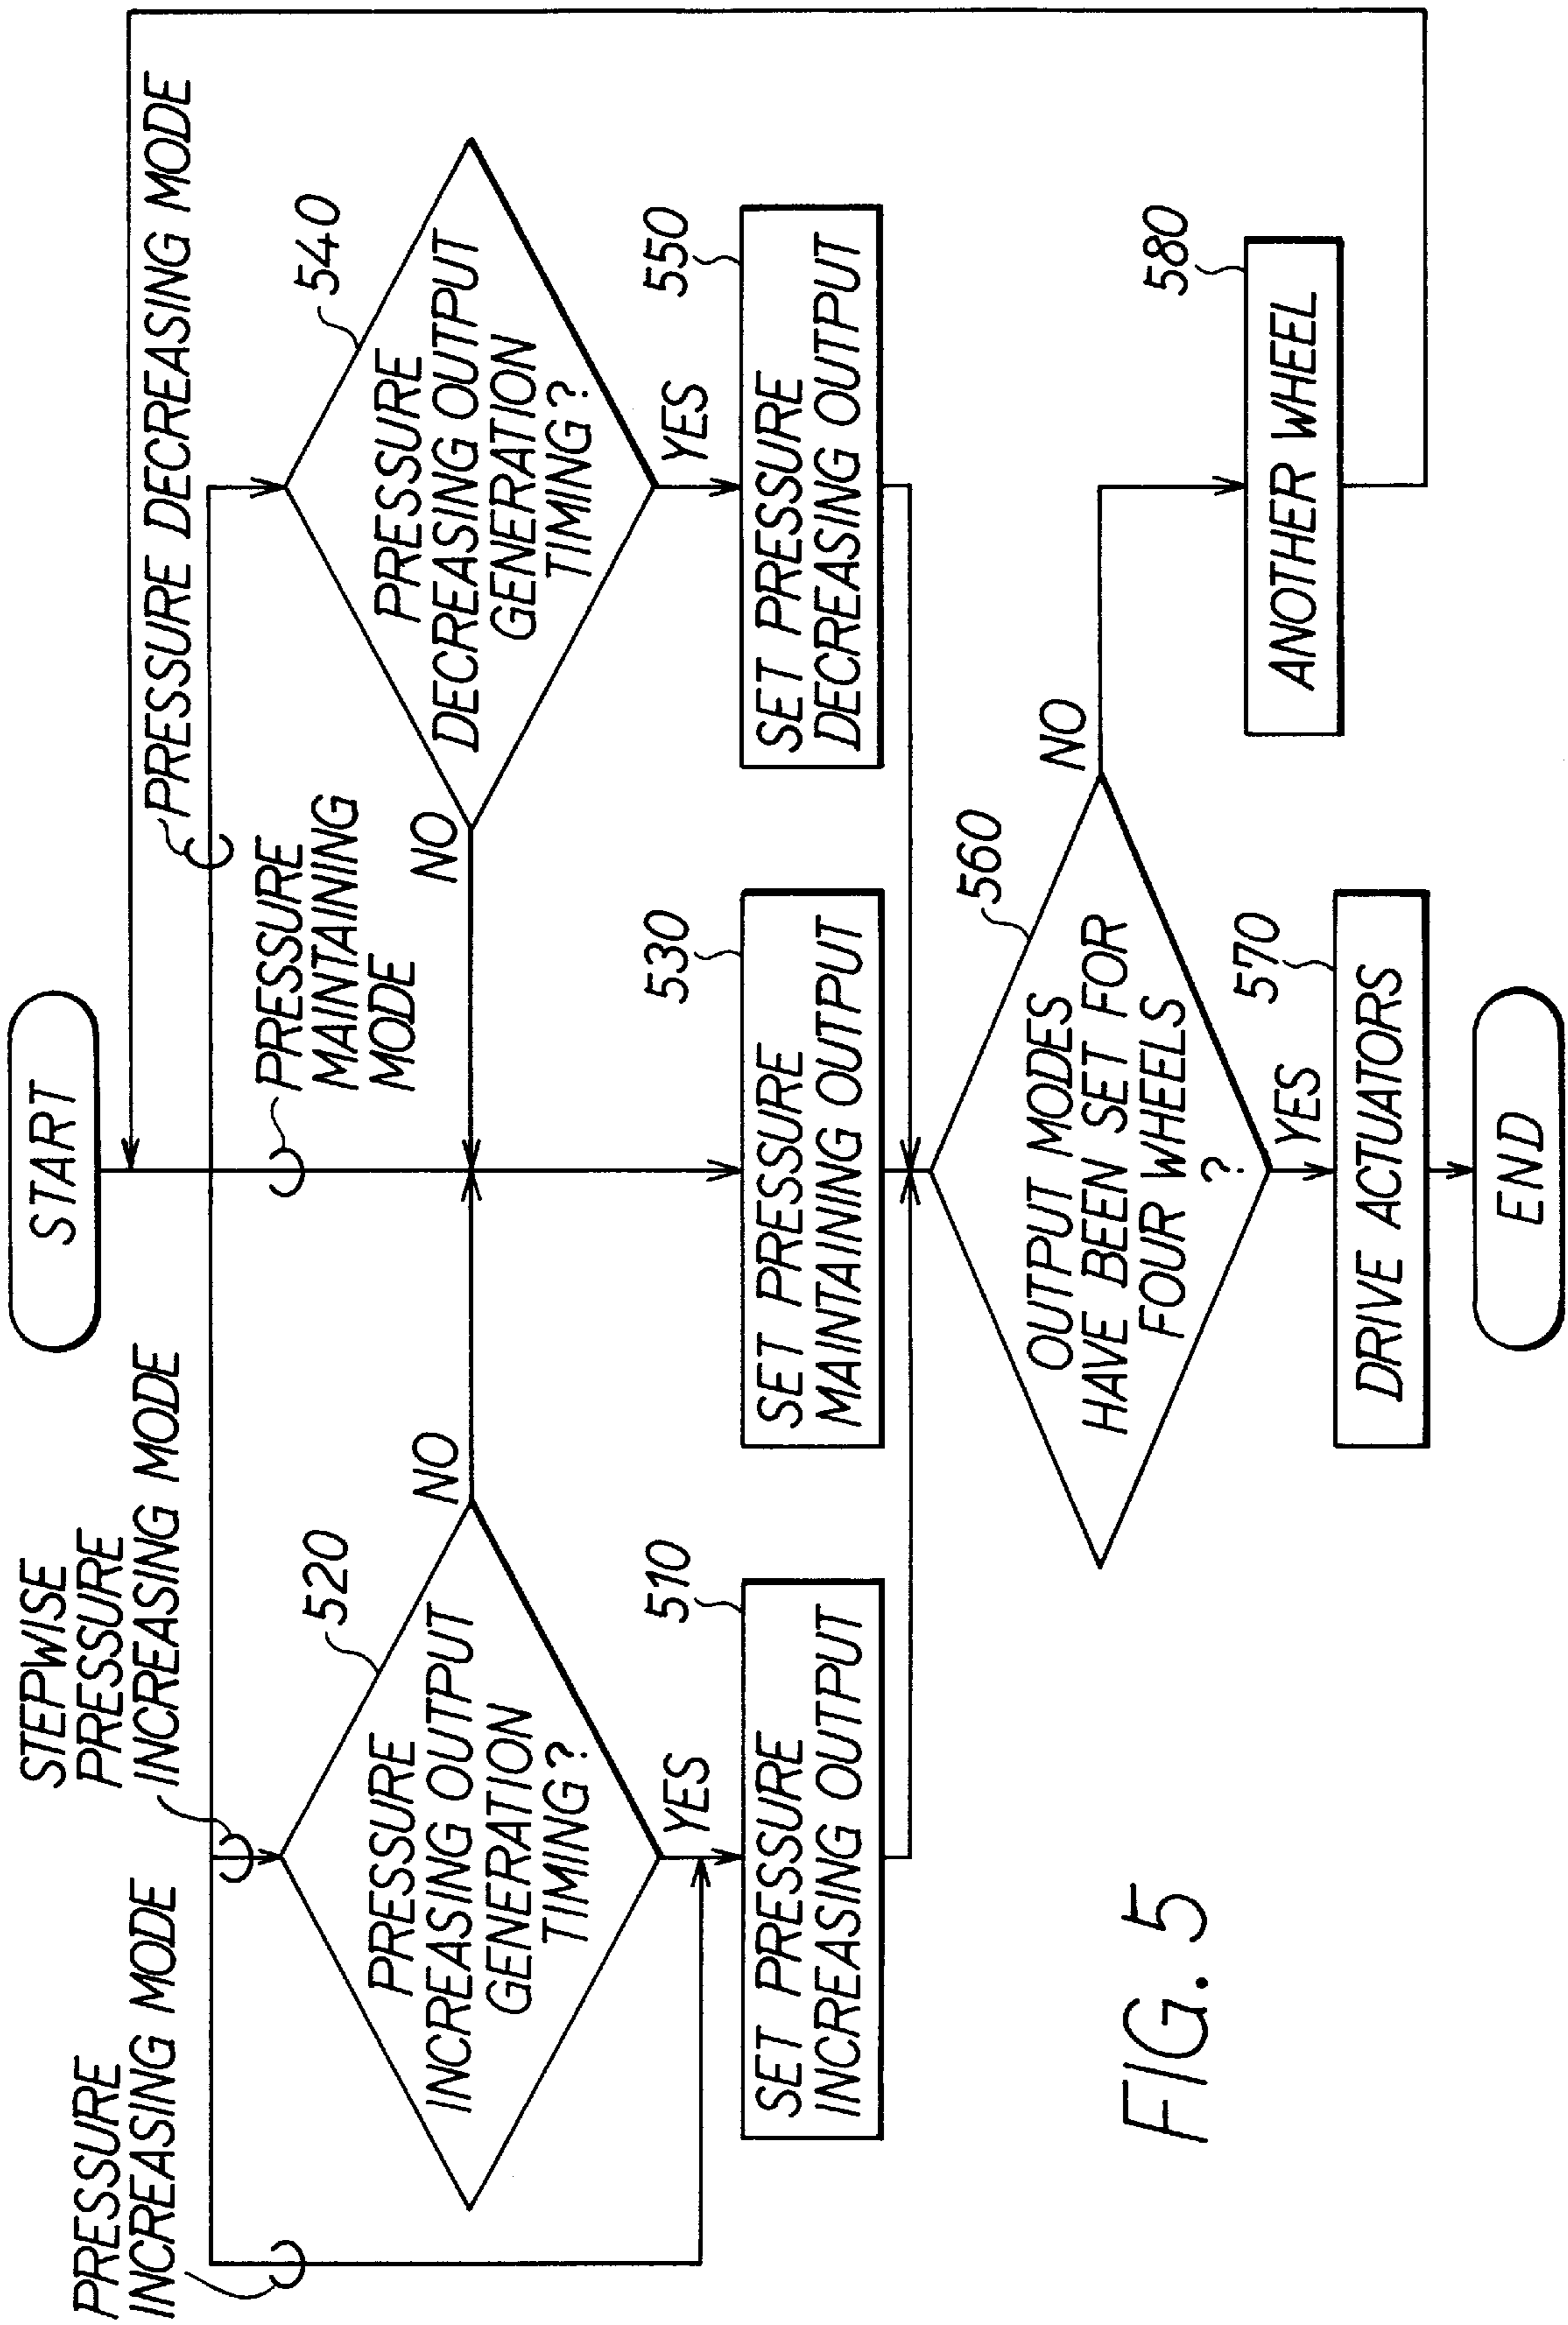 START
PRESSURE
INCREASING MODE
STEPWISE
PRESSURE
INCREASING MODE
PRESSURE
MAINTAINING
MODE
PRESSURE DECREASING MODE
520
PRESSURE
INCREASING OUTPUT
GENERATION
TIMING?
NO
YES
540
PRESSURE
DECREASING OUTPUT
GENERATION
TIMING?
NO
YES
510
SET PRESSURE
INCREASING OUTPUT
530
SET PRESSURE
MAINTAINING OUTPUT
550
SET PRESSURE
DECREASING OUTPUT
560
OUTPUT MODES
HAVE BEEN SET FOR
FOUR WHEELS
?
NO
YES
580
ANOTHER WHEEL
570
DRIVE ACTUATORS
END
FIG. 5